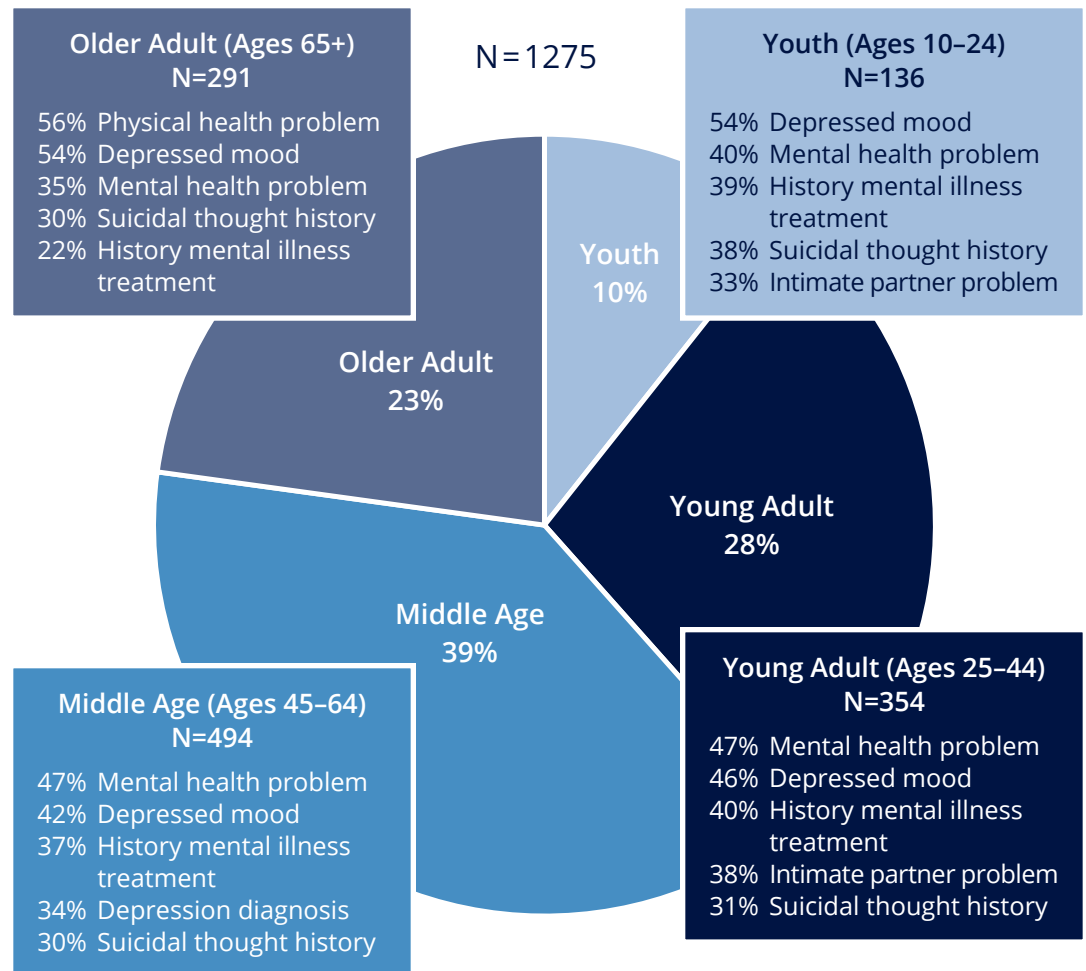 Older Adult (Ages 65+)
N=291
56% Physical health problem
54% Depressed mood
35% Mental health problem
30% Suicidal thought history
22% History mental illness
treatment
N=1275
Youth (Ages 10–24)
N=136
54% Depressed mood
40% Mental health problem
39% History mental illness
treatment
38% Suicidal thought history
33% Intimate partner problem
Youth
10%
Older Adult
23%
Young Adult
28%
Middle Age
39%
Middle Age (Ages 45–64)
N=494
47% Mental health problem
42% Depressed mood
37% History mental illness
treatment
34% Depression diagnosis
30% Suicidal thought history
Young Adult (Ages 25–44)
N=354
47% Mental health problem
46% Depressed mood
40% History mental illness
treatment
38% Intimate partner problem
31% Suicidal thought history